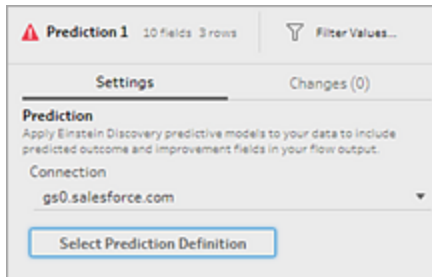 Prediction 1 10 fields 3 rows Filter Values...
Settings Changes (0)
Prediction
Apply Einstein Discovery predictive models to your data to include
predicted outcome and improvement fields in your flow output.
Connection
gs0.salesforce.com
Select Prediction Definition